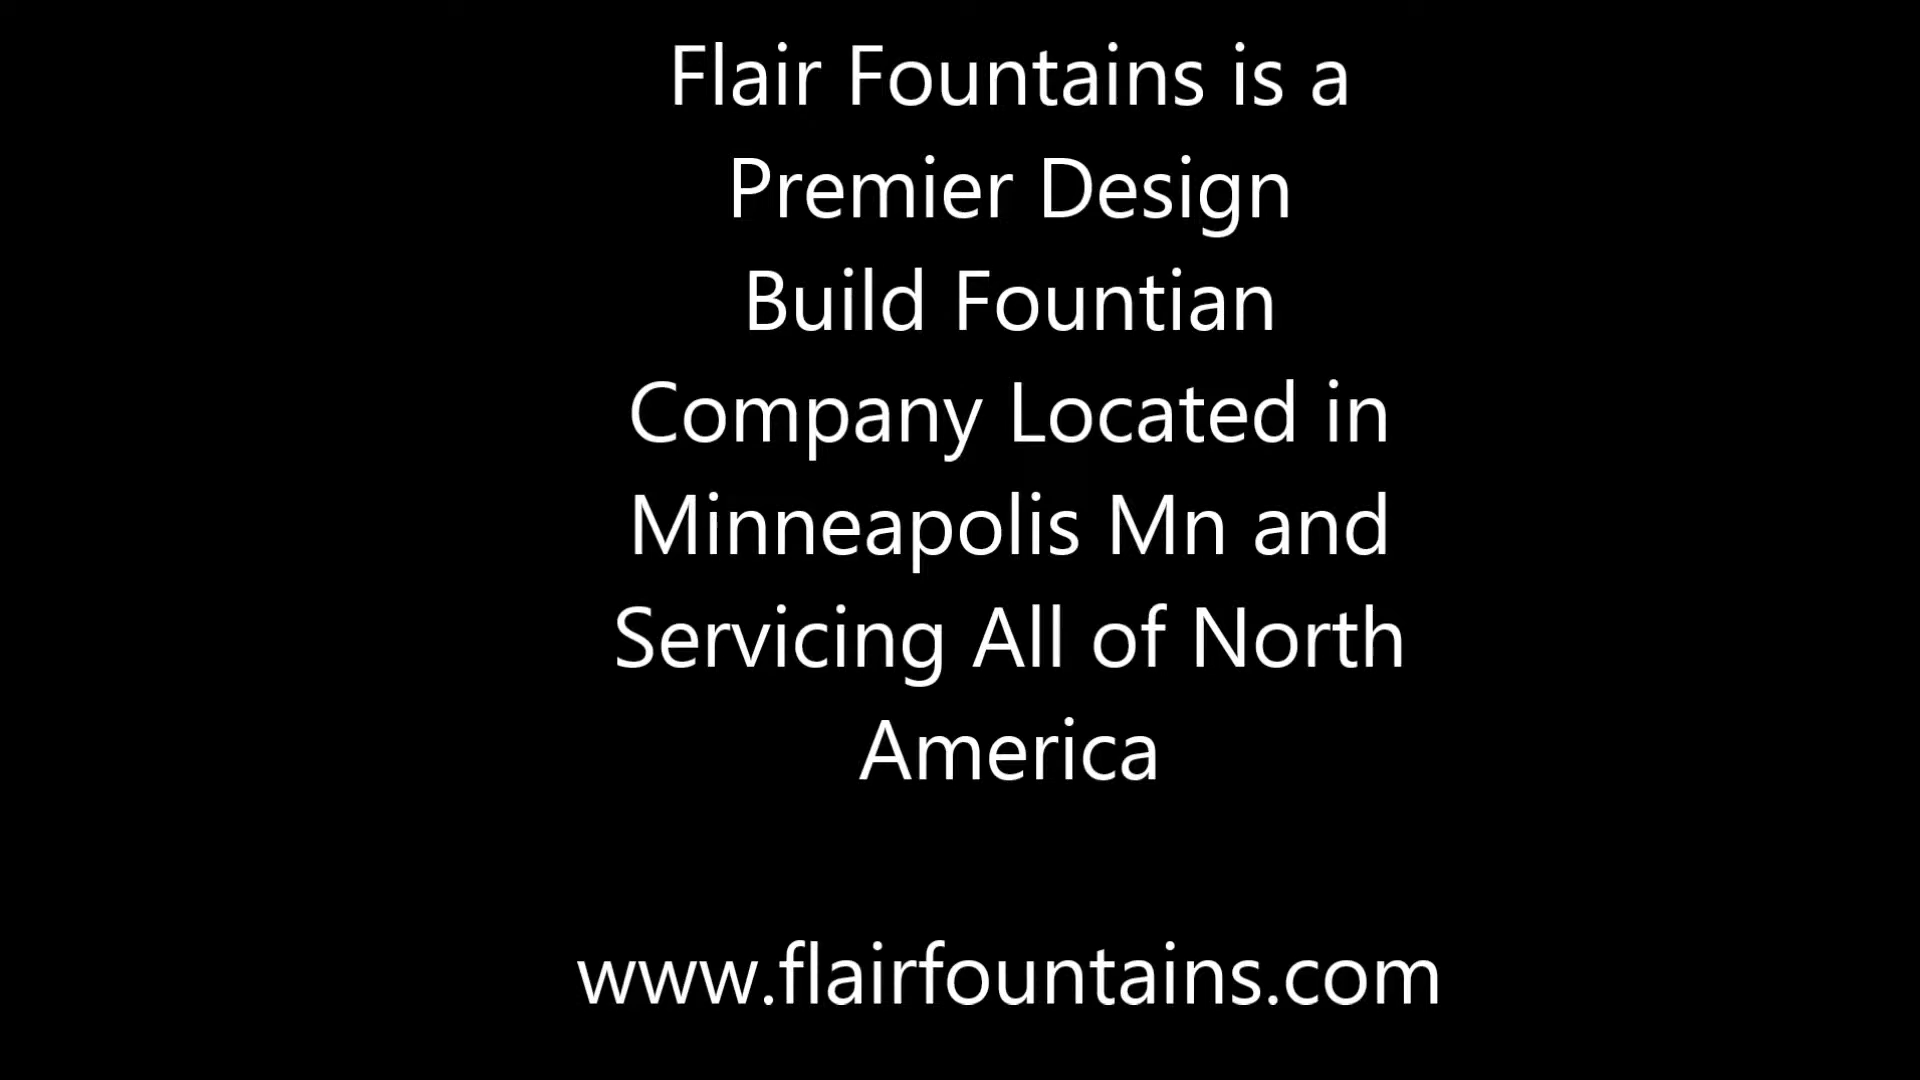 Flair Fountains is a
Premier Design
Build Fountian
Company Located in
Minneapolis Mn and
Servicing All of North
America
www.flairfountains.com